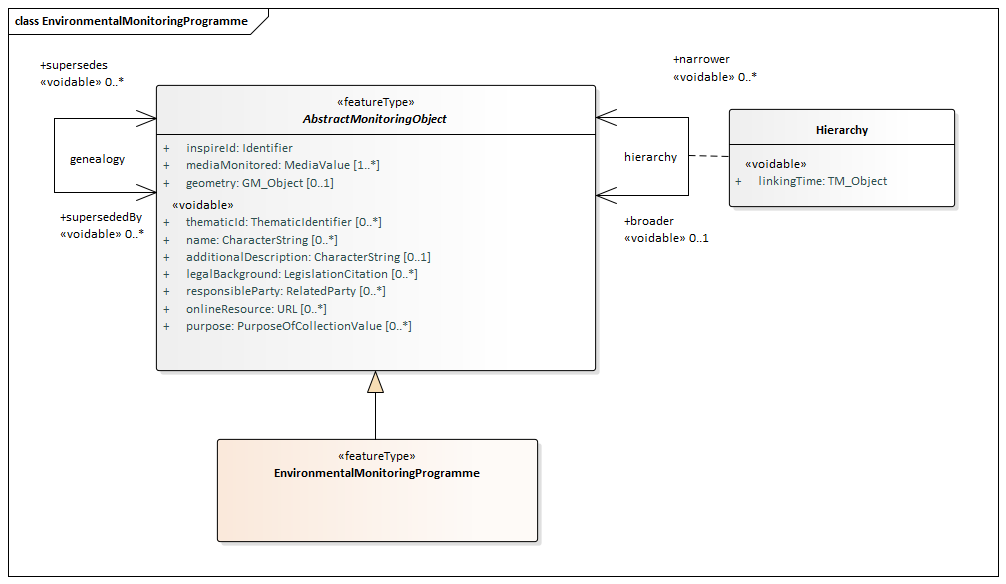 class EnvironmentalMonitoringProgramme
+supersedes
«voidable» 0..*
genealogy
+supersededBy
«voidable» 0..*
«featureType»
AbstractMonitoringObject
+ inspireId: Identifier
+ mediaMonitored: MediaValue [1..*]
+ geometry: GM_Object [0..1]
«voidable»
+ thematicId: ThematicIdentifier [0..*]
+ name: CharacterString [0..*]
+ additionalDescription: CharacterString [0..1]
+ legalBackground: LegislationCitation [0..*]
+ responsibleParty: RelatedParty [0..*]
+ onlineResource: URL [0..*]
+ purpose: PurposeOfCollectionValue [0..*]
+narrower
«voidable» 0..*
hierarchy
+broader
«voidable» 0..1
Hierarchy
«voidable»
+ linkingTime: TM_Object
«featureType»
EnvironmentalMonitoringProgramme